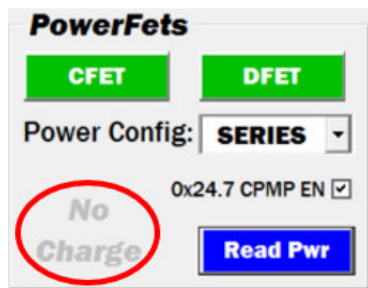 PowerFets
CFET DFET
Power Config: SERIES
0x24.7 CPMP EN
No
Charge
Read Pwr